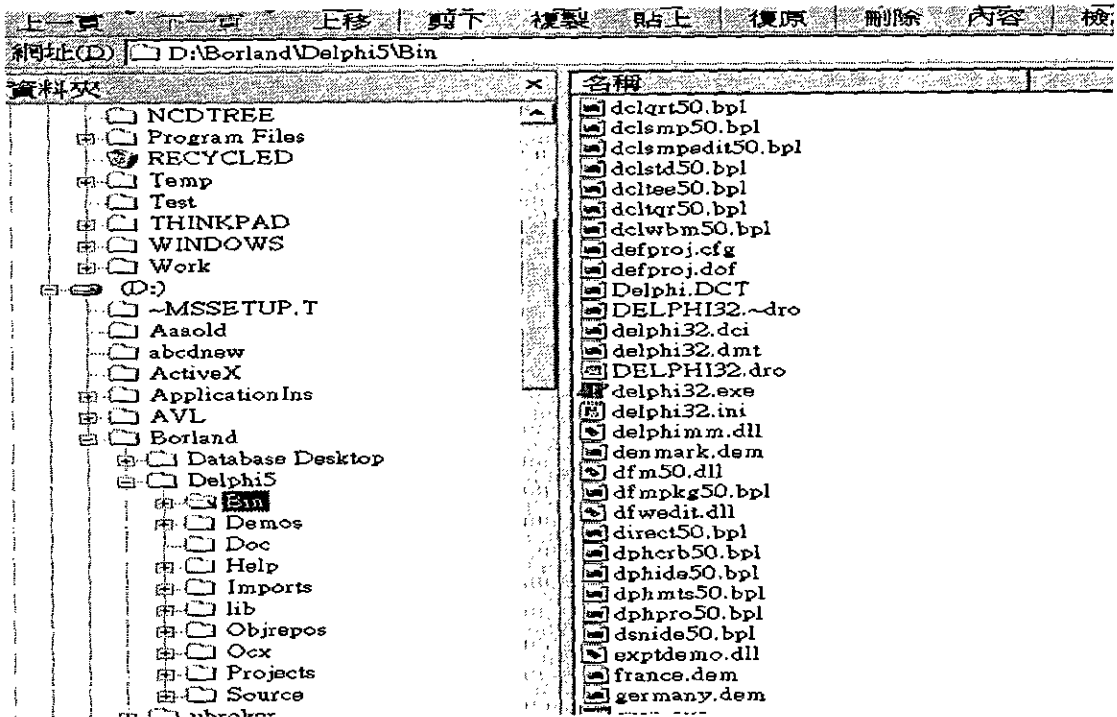 上一頁 下一頁 上移 剪下 複製 貼上 復原 刪除 內容
網址(D) D:\Borland\Delphi5\Bin
資料夾
NCDTREE
Program Files
RECYCLED
Temp
Test
THINKPAD
WINDOWS
Work
(D:)
~MSSETUP.T
Aaaold
abcdnew
ActiveX
ApplicationIns
AVL
Borland
Database Desktop
Delphi5
Bin
Demos
Doc
Help
Imports
lib
Objrepos
Ocx
Projects
Source
名稱
dclqrt50.bpl
dclsmp50.bpl
dclsmpedit50.bpl
dclstd50.bpl
dcltee50.bpl
dcltqr50.bpl
dclwbm50.bpl
defproj.cfg
defproj.dof
Delphi.DCT
DELPHI32.~dro
delphi32.dci
delphi32.dmt
DELPHI32.dro
delphi32.exe
delphi32.ini
delphimm.dll
denmark.dem
dfm50.dll
dfmpkg50.bpl
dfwedit.dll
direct50.bpl
dphcrb50.bpl
dphide50.bpl
dphmts50.bpl
dphpro50.bpl
dsnide50.bpl
exptdemo.dll
france.dem
germany.dem